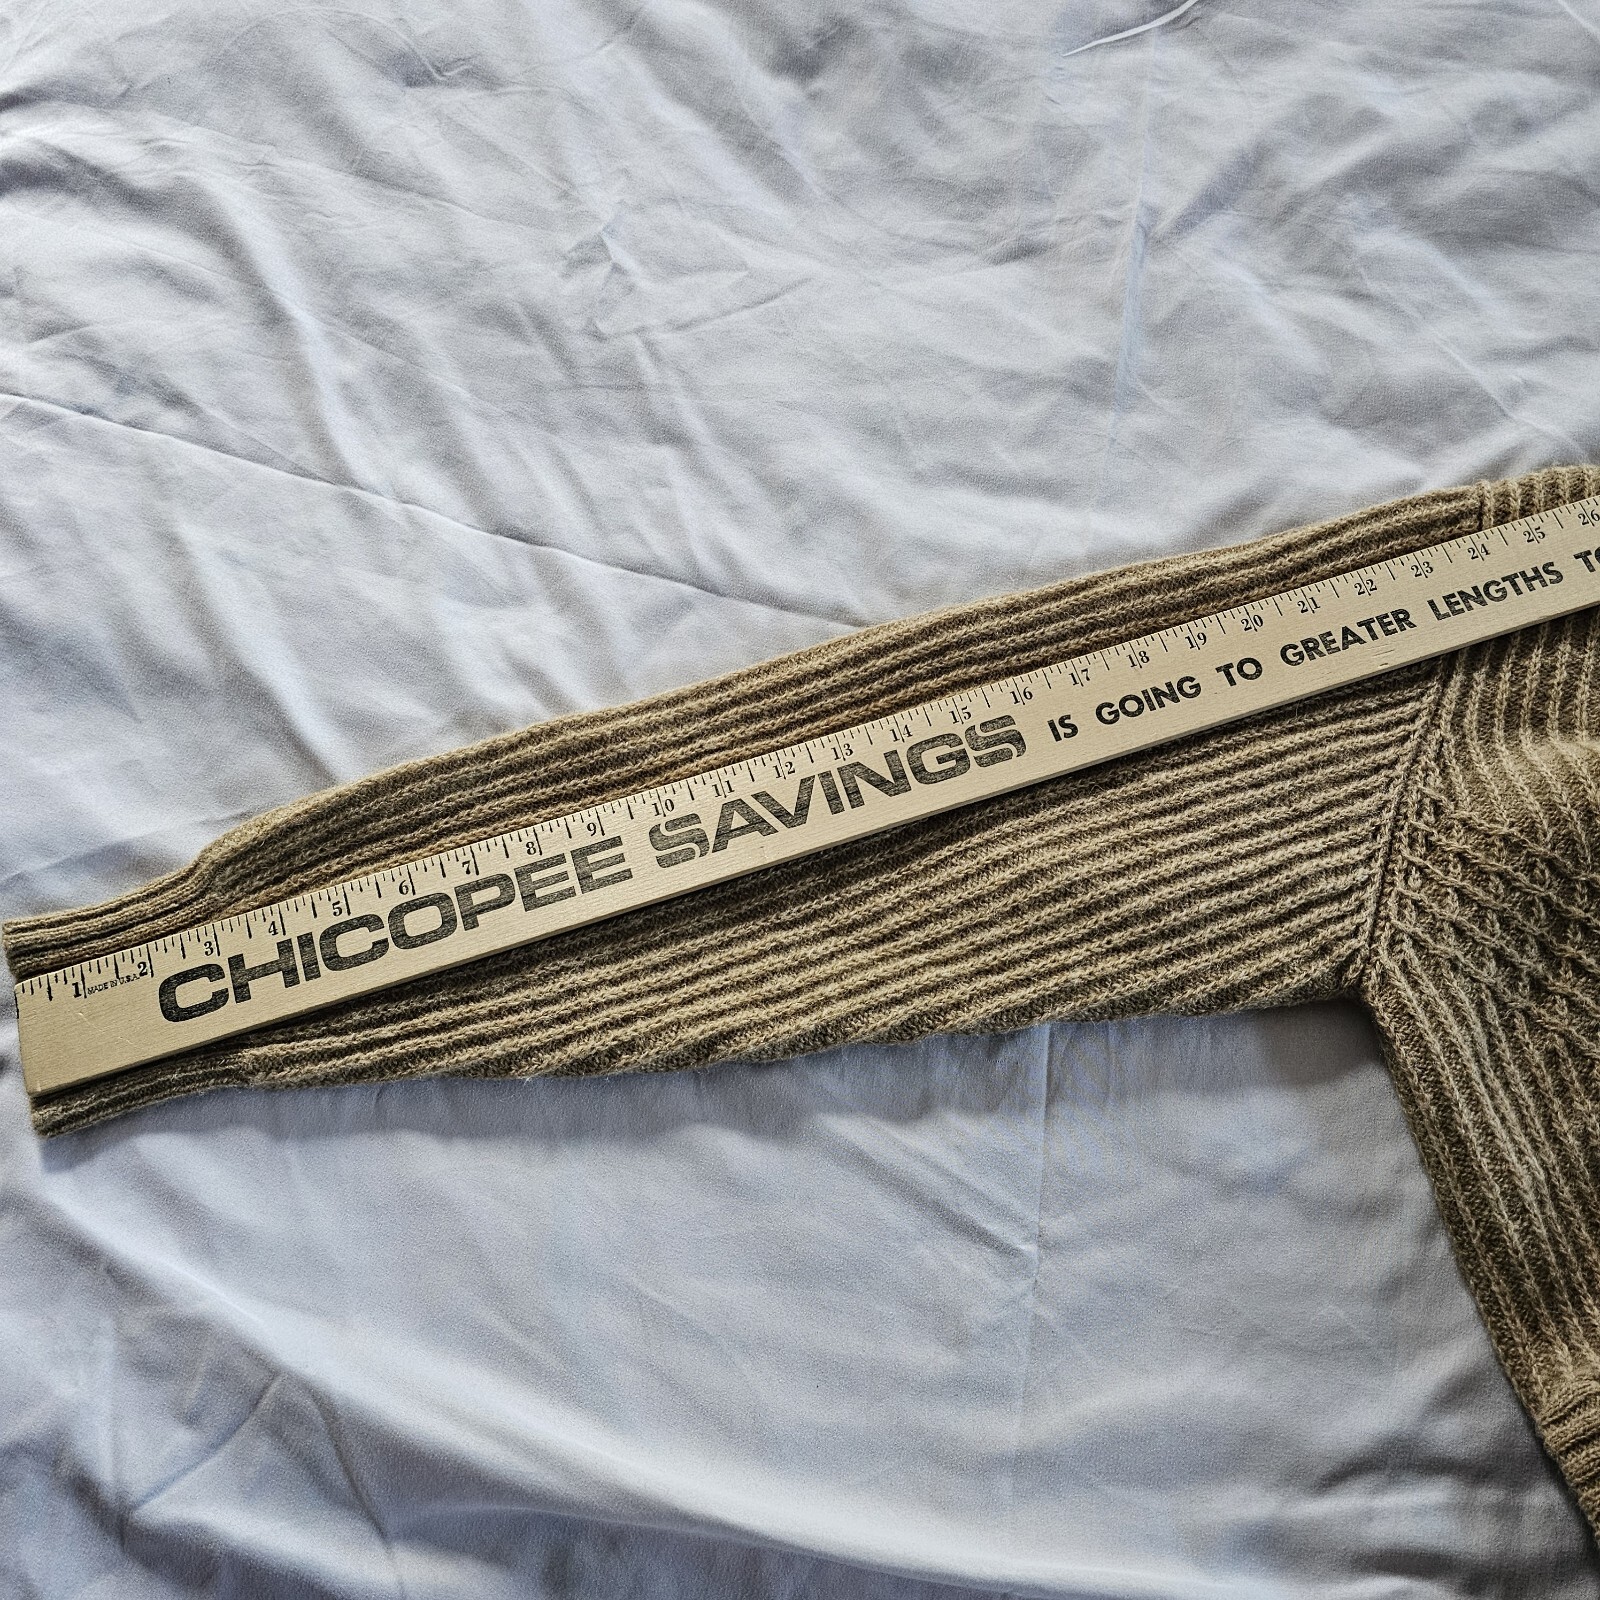 1 2 3 4 5 6 7 8 9 10 11 12 13 14 15 16 17 18 19 20 21 22 23 24 25 26
MADE IN U.S.A.
CHICOPEE SAVINGS IS GOING TO GREATER LENGTHS TO